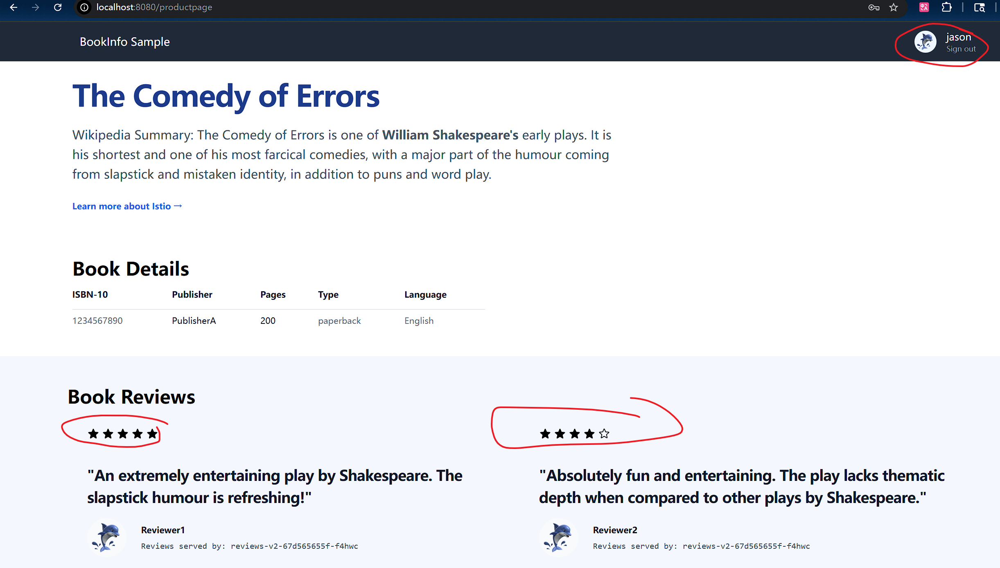 localhost:8080/productpage
BookInfo Sample
jason
Sign out
The Comedy of Errors
Wikipedia Summary: The Comedy of Errors is one of William Shakespeare's early plays. It is
his shortest and one of his most farcical comedies, with a major part of the humour coming
from slapstick and mistaken identity, in addition to puns and word play.
Learn more about Istio →
Book Details
ISBN-10 Publisher Pages Type Language
1234567890 PublisherA 200 paperback English
Book Reviews
"An extremely entertaining play by Shakespeare. The
slapstick humour is refreshing!"
Reviewer1
Reviews served by: reviews-v2-67d565655f-f4hwc
"Absolutely fun and entertaining. The play lacks thematic
depth when compared to other plays by Shakespeare."
Reviewer2
Reviews served by: reviews-v2-67d565655f-f4hwc